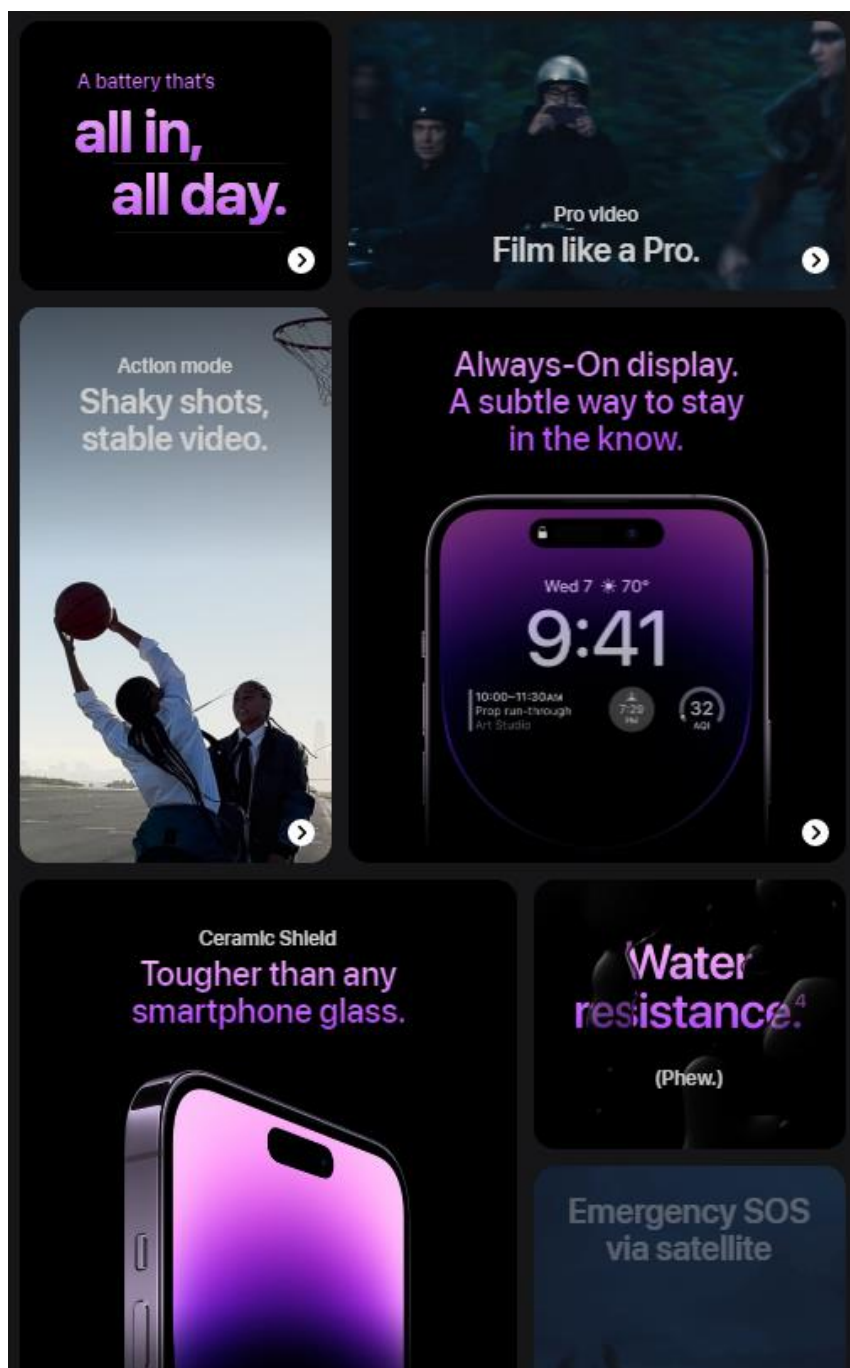 A battery that's
all in,
all day.
Pro video
Film like a Pro.
Action mode
Shaky shots,
stable video.
Always-On display.
A subtle way to stay
in the know.
Wed 7 70°
9:41
10:00–11:30AM
Prop run-through
Art Studio
7:29
PM
32
AQI
Ceramic Shield
Tougher than any
smartphone glass.
Water
resistance.4
(Phew.)
Emergency SOS
via satellite